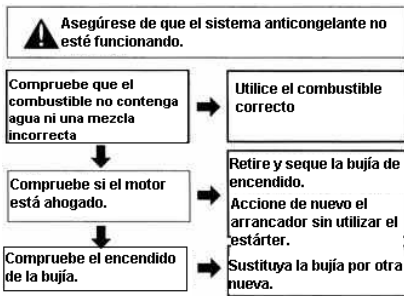 Asegúrese de que el sistema anticongelante no
esté funcionando.
Compruebe que el
combustible no contenga
agua ni una mezcla
incorrecta
Utilice el combustible
correcto
Compruebe si el motor
está ahogado.
Retire y seque la bujía de
encendido.
Accione de nuevo el
arrancador sin utilizar el
estárter.
Compruebe el encendido
de la bujía.
Sustituya la bujía por otra
nueva.